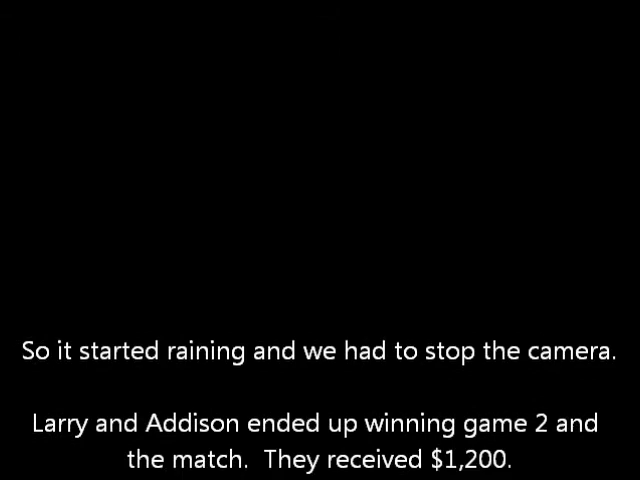 So it started raining and we had to stop the camera.
Larry and Addison ended up winning game 2 and
the match.  They received $1,200.